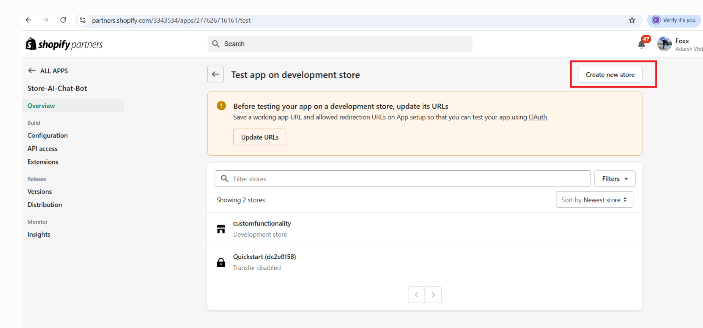 partners.shopify.com/3343534/apps/277626716161/test
Verify it's you
shopify partners
Search
47
Foxx
Adarsh Wel
ALL APPS
Test app on development store
Create new store
Store-AI-Chat-Bot
Overview
Build
Configuration
API access
Extensions
Release
Versions
Distribution
Monitor
Insights
Before testing your app on a development store, update its URLs
Save a working app URL and allowed redirection URLs on App setup so that you can test your app using OAuth.
Update URLs
Filter stores
Filters
Showing 2 stores
Sort by Newest store
customfunctionality
Development store
Quickstart (dc2e0158)
Transfer disabled